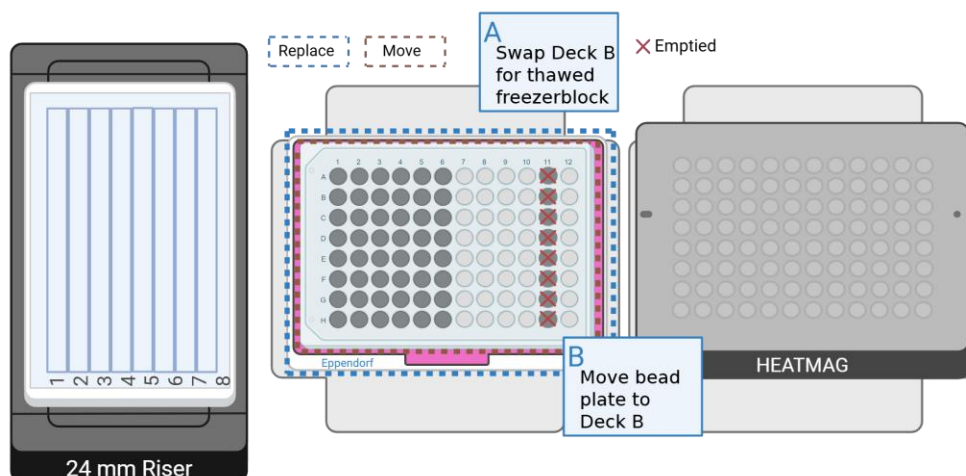 Replace
Move
A
Swap Deck B
for thawed
freezerblock
Emptied
1 2 3 4 5 6 7 8 9 10 11 12
A
B
C
D
E
F
G
H
Eppendorf
B
Move bead
plate to
Deck B
HEATMAG
1 2 3 4 5 6 7 8
24 mm Riser